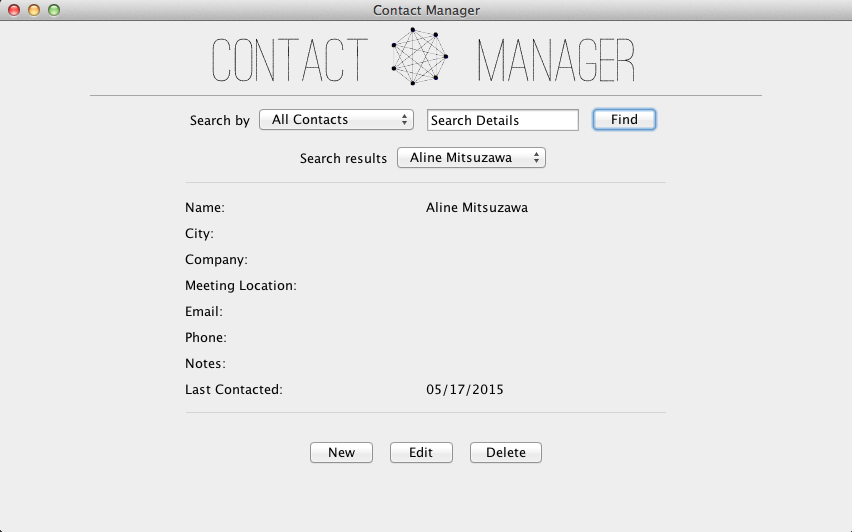 Contact Manager
CONTACT MANAGER
Search by All Contacts Search Details Find
Search results Aline Mitsuzawa
Name: Aline Mitsuzawa
City:
Company:
Meeting Location:
Email:
Phone:
Notes:
Last Contacted: 05/17/2015
New Edit Delete